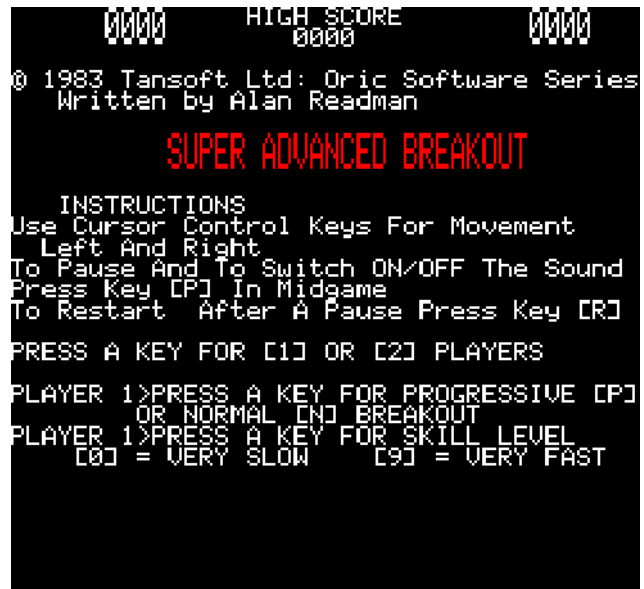 HIGH SCORE
0000 0000 0000
© 1983 Tansoft Ltd: Oric Software Series
Written by Alan Readman
SUPER ADVANCED BREAKOUT
INSTRUCTIONS
Use Cursor Control Keys For Movement
Left And Right
To Pause And To Switch ON/OFF The Sound
Press Key [P] In Midgame
To Restart After A Pause Press Key [R]
PRESS A KEY FOR [1] OR [2] PLAYERS
PLAYER 1>PRESS A KEY FOR PROGRESSIVE [P]
OR NORMAL [N] BREAKOUT
PLAYER 1>PRESS A KEY FOR SKILL LEVEL
[0] = VERY SLOW [9] = VERY FAST